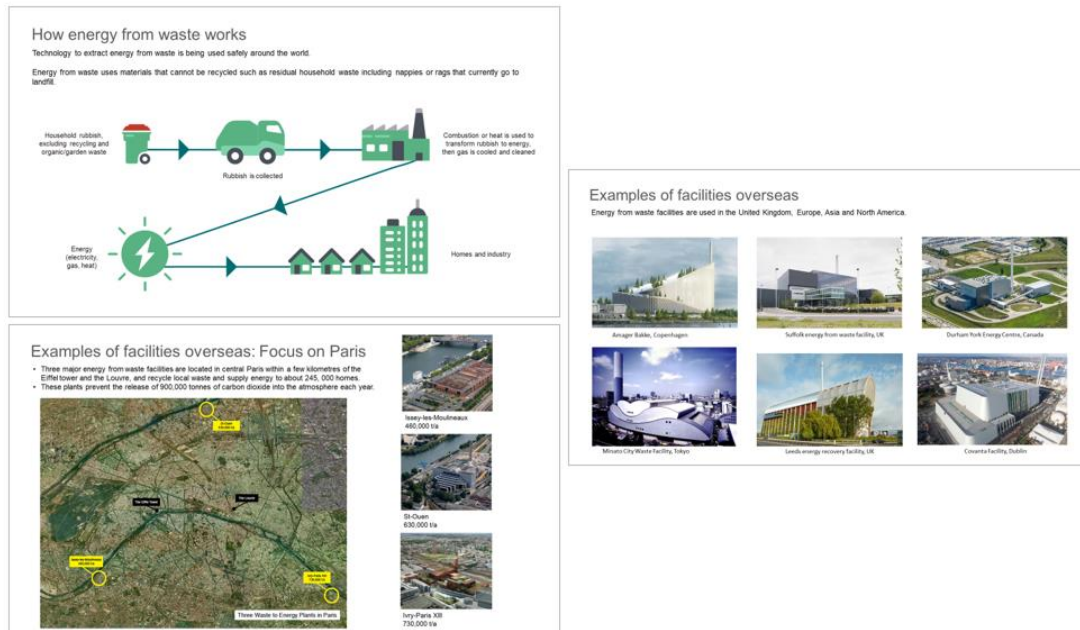 How energy from waste works
Technology to extract energy from waste is being used safely around the world.
Energy from waste uses materials that cannot be recycled such as residual household waste including nappies or rags that currently go to
landfill.
Household rubbish,
excluding recycling and
organic/garden waste
Rubbish is collected
Combustion or heat is used to
transform rubbish to energy,
then gas is cooled and cleaned
Energy
(electricity,
gas, heat)
Homes and industry
Examples of facilities overseas: Focus on Paris
• Three major energy from waste facilities are located in central Paris within a few kilometres of the
Eiffel tower and the Louvre, and recycle local waste and supply energy to about 245, 000 homes.
• These plants prevent the release of 900,000 tonnes of carbon dioxide into the atmosphere each year.
St-Ouen
The Eiffel Tower
The Louvre
Three Waste to Energy Plants in Paris
Issey-les-Moulineaux
460,000 t/a
St-Ouen
630,000 t/a
Ivry-Paris XIII
730,000 t/a
Examples of facilities overseas
Energy from waste facilities are used in the United Kingdom, Europe, Asia and North America.
Amager Bakke, Copenhagen
Suffolk energy from waste facility, UK
Durham York Energy Centre, Canada
Minato City Waste Facility, Tokyo
Leeds energy recovery facility, UK
Covanta Facility, Dublin